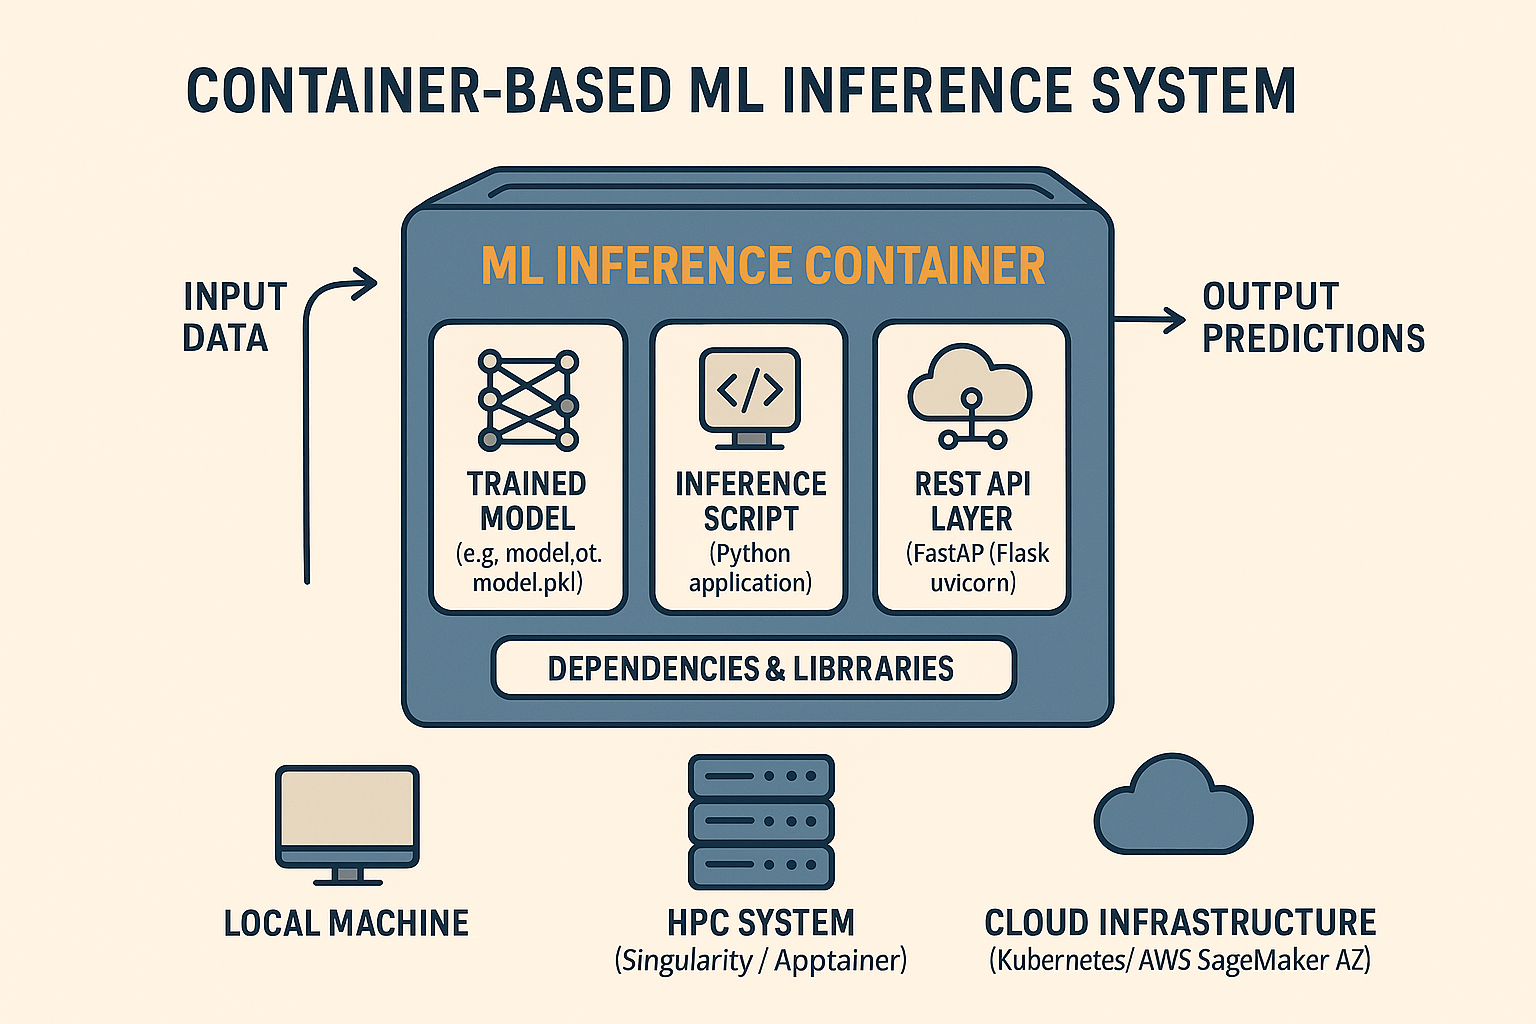 CONTAINER-BASED ML INFERENCE SYSTEM
ML INFERENCE CONTAINER
INPUT
DATA
OUTPUT
PREDICTIONS
TRAINED
MODEL
(e.g, model,ot.
model.pkl)
INFERENCE
SCRIPT
(Python
application)
REST API
LAYER
(FastAP (Flask
uvicorn)
DEPENDENCIES & LIBRRARIES
LOCAL MACHINE
HPC SYSTEM
(Singularity / Apptainer)
CLOUD INFRASTRUCTURE
(Kubernetes/ AWS SageMaker AZ)